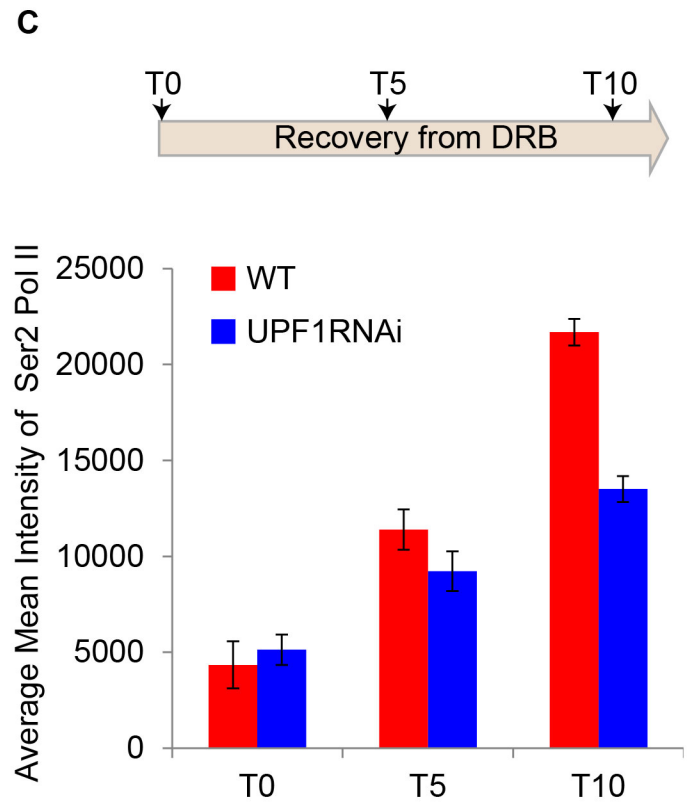 C
T0 T5 T10
Recovery from DRB
Average Mean Intensity of Ser2 Pol II
25000
20000
15000
10000
5000
0
WT
UPF1RNAi
T0 T5 T10